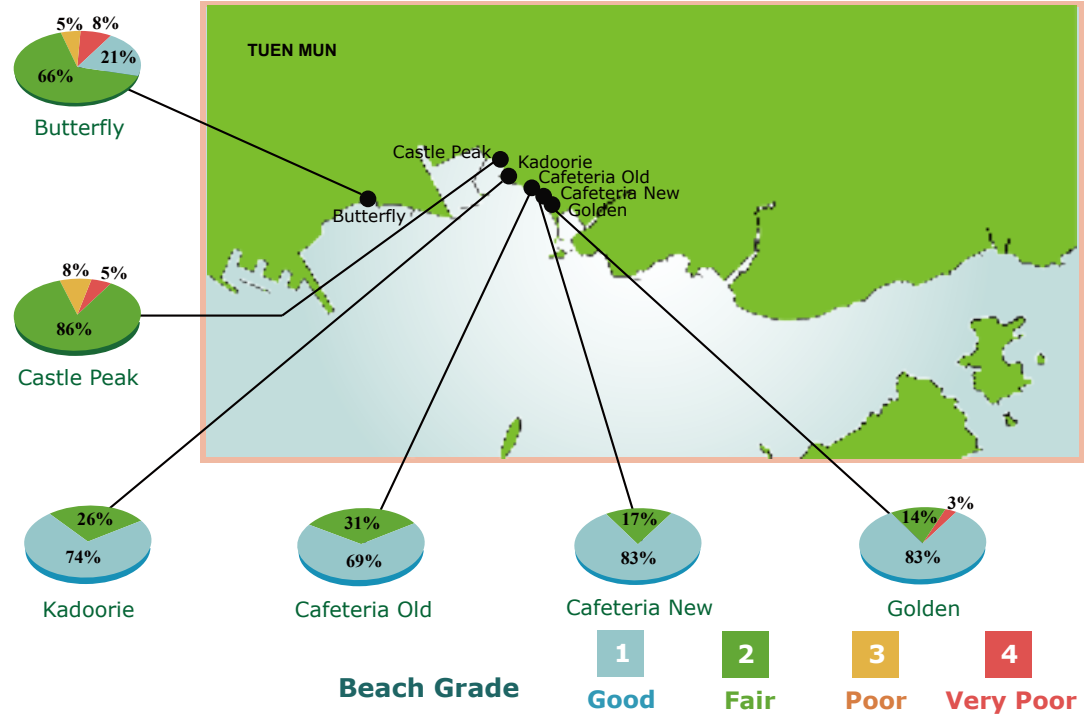 5%
8%
21%
66%
Butterfly
TUEN MUN
Castle Peak
Kadoorie
Cafeteria Old
Cafeteria New
Golden
Butterfly
8%
5%
86%
Castle Peak
26%
74%
Kadoorie
31%
69%
Cafeteria Old
17%
83%
Cafeteria New
14%
3%
83%
Golden
Beach Grade
1
Good
2
Fair
3
Poor
4
Very Poor